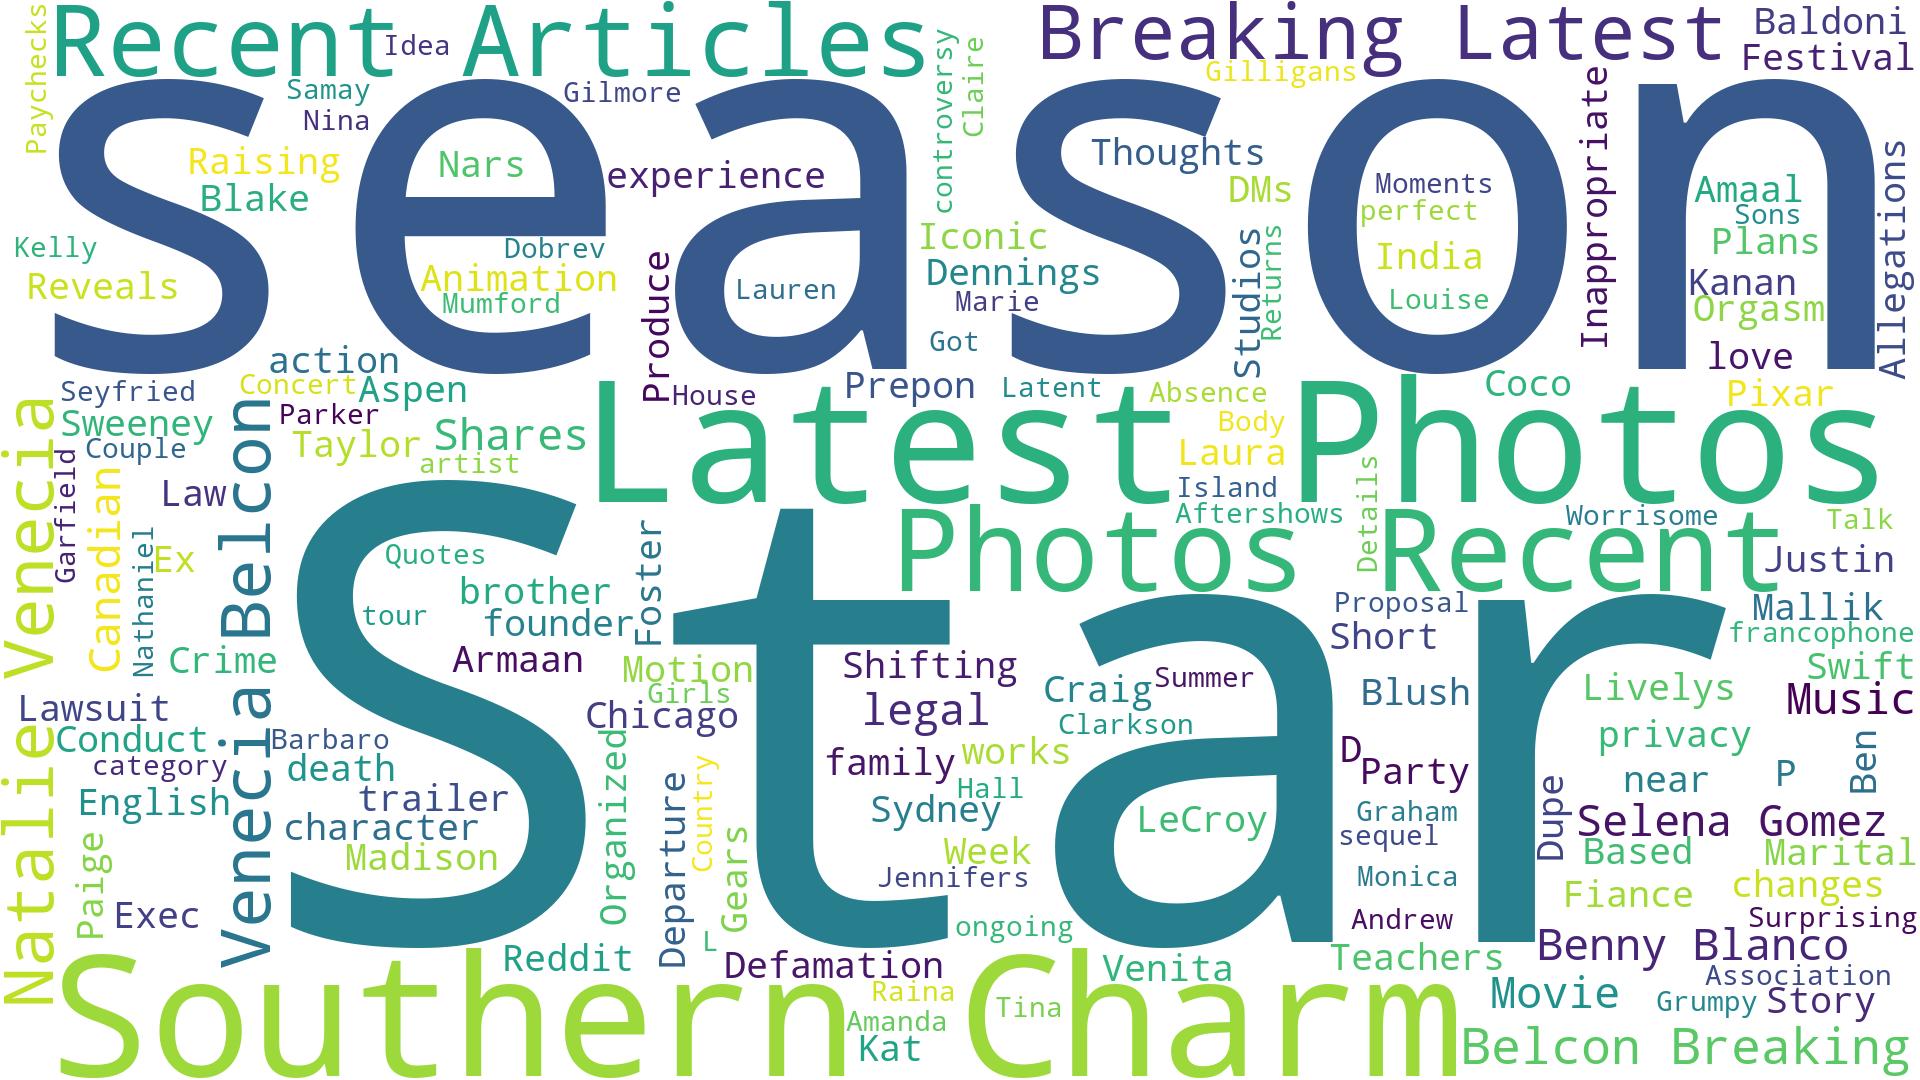 Recent Articles
Breaking Latest
Baldoni
Festival
Paychecks
Idea
Samay
Nina
Gilmore
controversy
Claire
Gilligans
season
Raising
Blake
Nars
experience
Thoughts
DMs
Moments
perfect
Inappropriate
Amaal
Sons
Plans
Allegations
Kelly
Reveals
Dobrev
Animation
Mumford
Produce
Lauren
Iconic
Dennings
Marie
Got
Studios
Returns
India
Louise
Kanan
Orgasm
love
action
Seyfried
Concert
Aspen
House
Prepon
Latent
Absence
Coco
Pixar
Sweeney
Parker
Couple
Taylor
Shares
artist
Latest Photos
Body
Laura
Island
Aftershows
Details
Natalie Venecia
Garfield
Canadian
Nathaniel
Law
Ex
Venecia Belcon
Crime
Quotes
brother
tour
founder
Foster
Armaan
Photos Recent
Worrisome
Talk
Justin
Star
Proposal
Short
Mallik
francophone
Swift
Motion
Girls
Chicago
Shifting
legal
Craig
Summer
Clarkson
Blush
Livelys
Music
Lawsuit
Conduct
category
English
Barbaro
death
trailer
character
Madison
Organized
Departure
Country
Gears
family
works
Hall
Sydney
Week
Jennifers
LeCroy
D
Party
Graham
sequel
Monica
Andrew
privacy
near
P
Ben
Dupe
Selena Gomez
Based
Marital
Fiance
changes
Surprising
Paige
Exec
Reddit
L
Defamation
ongoing
Venita
Teachers
Benny Blanco
Association
Southern Charm
Raina
Amanda
Kat
Tina
Movie
Grumpy
Story
Belcon Breaking